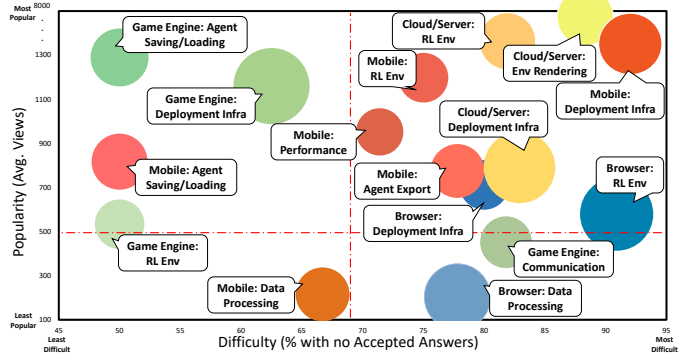 Most
Popular
8000
.
.
1300
1100
900
700
500
300
100
Least
Popular
Popularity (Avg. Views)
Game Engine: Agent
Saving/Loading
Cloud/Server:
RL Env
Mobile:
RL Env
Cloud/Server:
Env Rendering
Mobile:
Deployment Infra
Game Engine:
Deployment Infra
Mobile:
Performance
Cloud/Server:
Deployment Infra
Mobile: Agent
Saving/Loading
Mobile:
Agent Export
Browser:
RL Env
Browser:
Deployment Infra
Game Engine:
RL Env
Game Engine:
Communication
Mobile: Data
Processing
Browser: Data
Processing
45
50
55
60
65
70
75
80
85
90
95
Least
Difficult
Difficulty (% with no Accepted Answers)
Most
Difficult